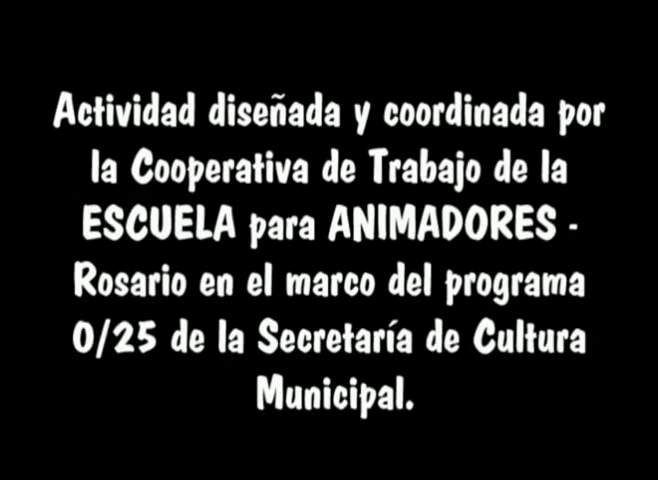 Actividad diseñada y coordinada por
la Cooperativa de Trabajo de la
ESCUELA para ANIMADORES -
Rosario en el marco del programa
0/25 de la Secretaría de Cultura
Municipal.